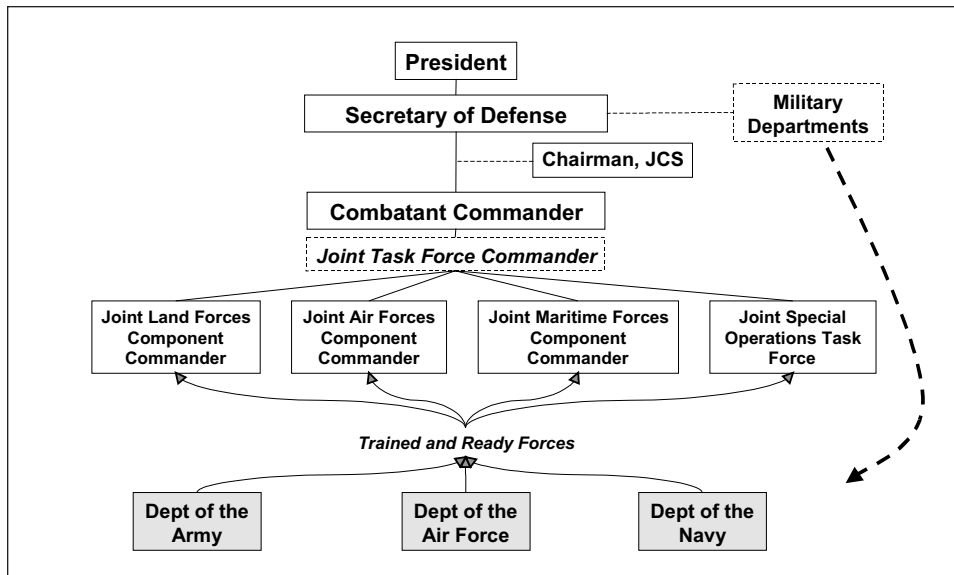 President
Secretary of Defense
Military
Departments
Chairman, JCS
Combatant Commander
Joint Task Force Commander
Joint Land Forces
Component
Commander
Joint Air Forces
Component
Commander
Joint Maritime Forces
Component
Commander
Joint Special
Operations Task
Force
Trained and Ready Forces
Dept of the
Army
Dept of the
Air Force
Dept of the
Navy